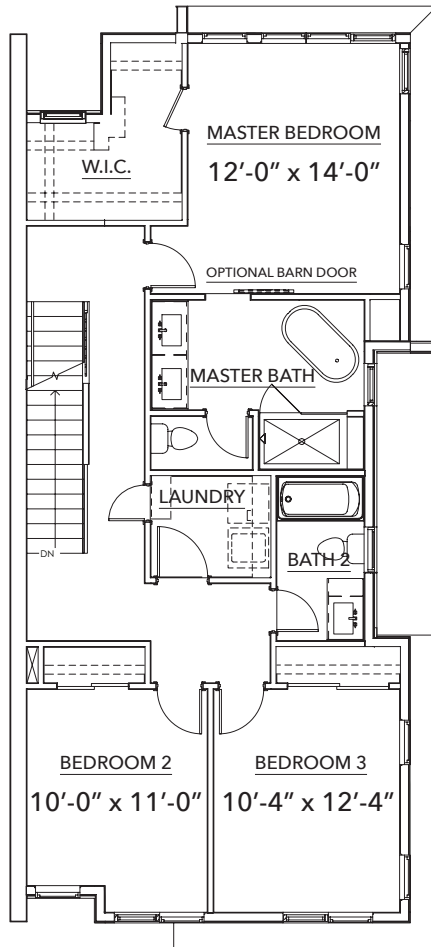 MASTER BEDROOM
12'-0" x 14'-0"
W.I.C.
OPTIONAL BARN DOOR
MASTER BATH
LAUNDRY
DN
BATH 2
BEDROOM 2
10'-0" x 11'-0"
BEDROOM 3
10'-4" x 12'-4"